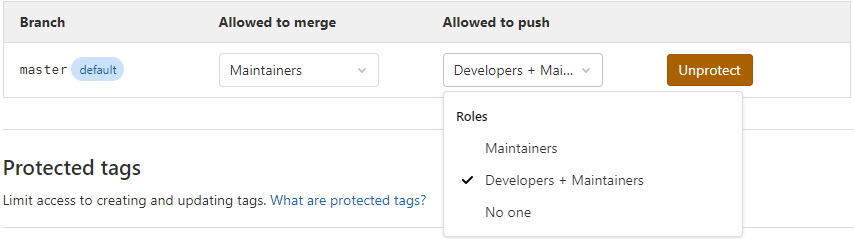 Branch Allowed to merge Allowed to push
master default Maintainers Developers + Mai... Unprotect
Roles
Maintainers
Developers + Maintainers
No one
Protected tags
Limit access to creating and updating tags. What are protected tags?